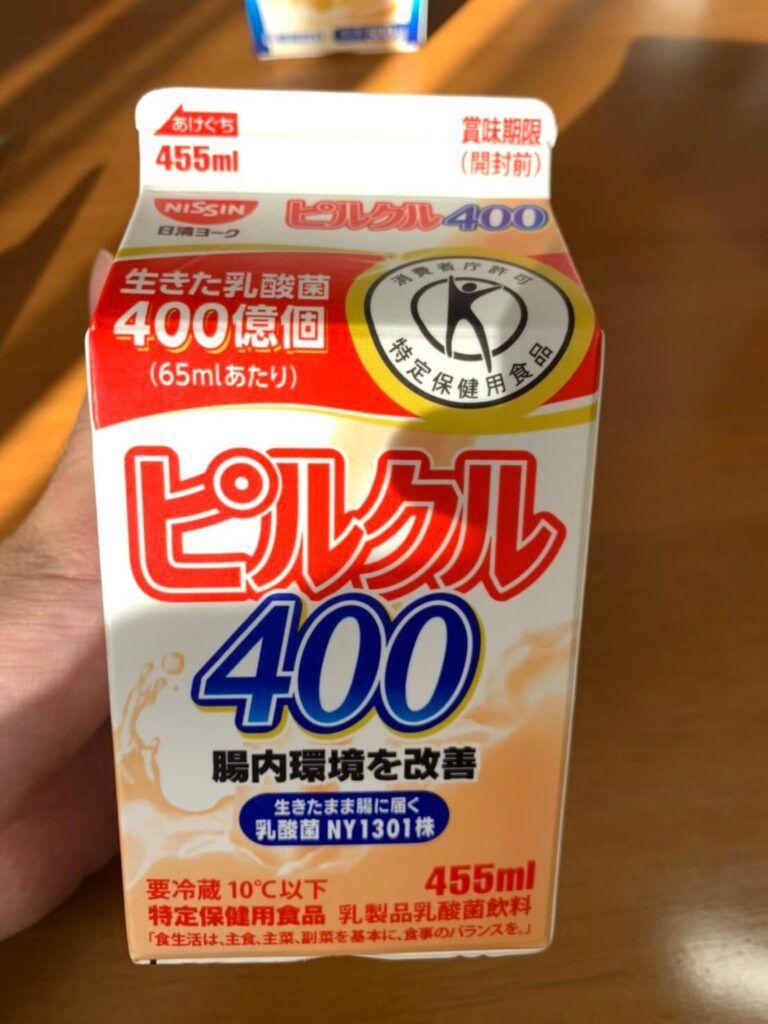 あけぐち
455ml
賞味期限
(開封前)
NISSIN
日清ヨーク
ピルクル400
生きた乳酸菌
400億個
(65mlあたり)
消費者庁許可
特定保健用食品
ピルクル
400
腸内環境を改善
生きたまま腸に届く
乳酸菌 NY1301株
要冷蔵 10℃以下
455ml
特定保健用食品 乳製品乳酸菌飲料
「食生活は、主食、主菜、副菜を基本に、食事のバランスを。」